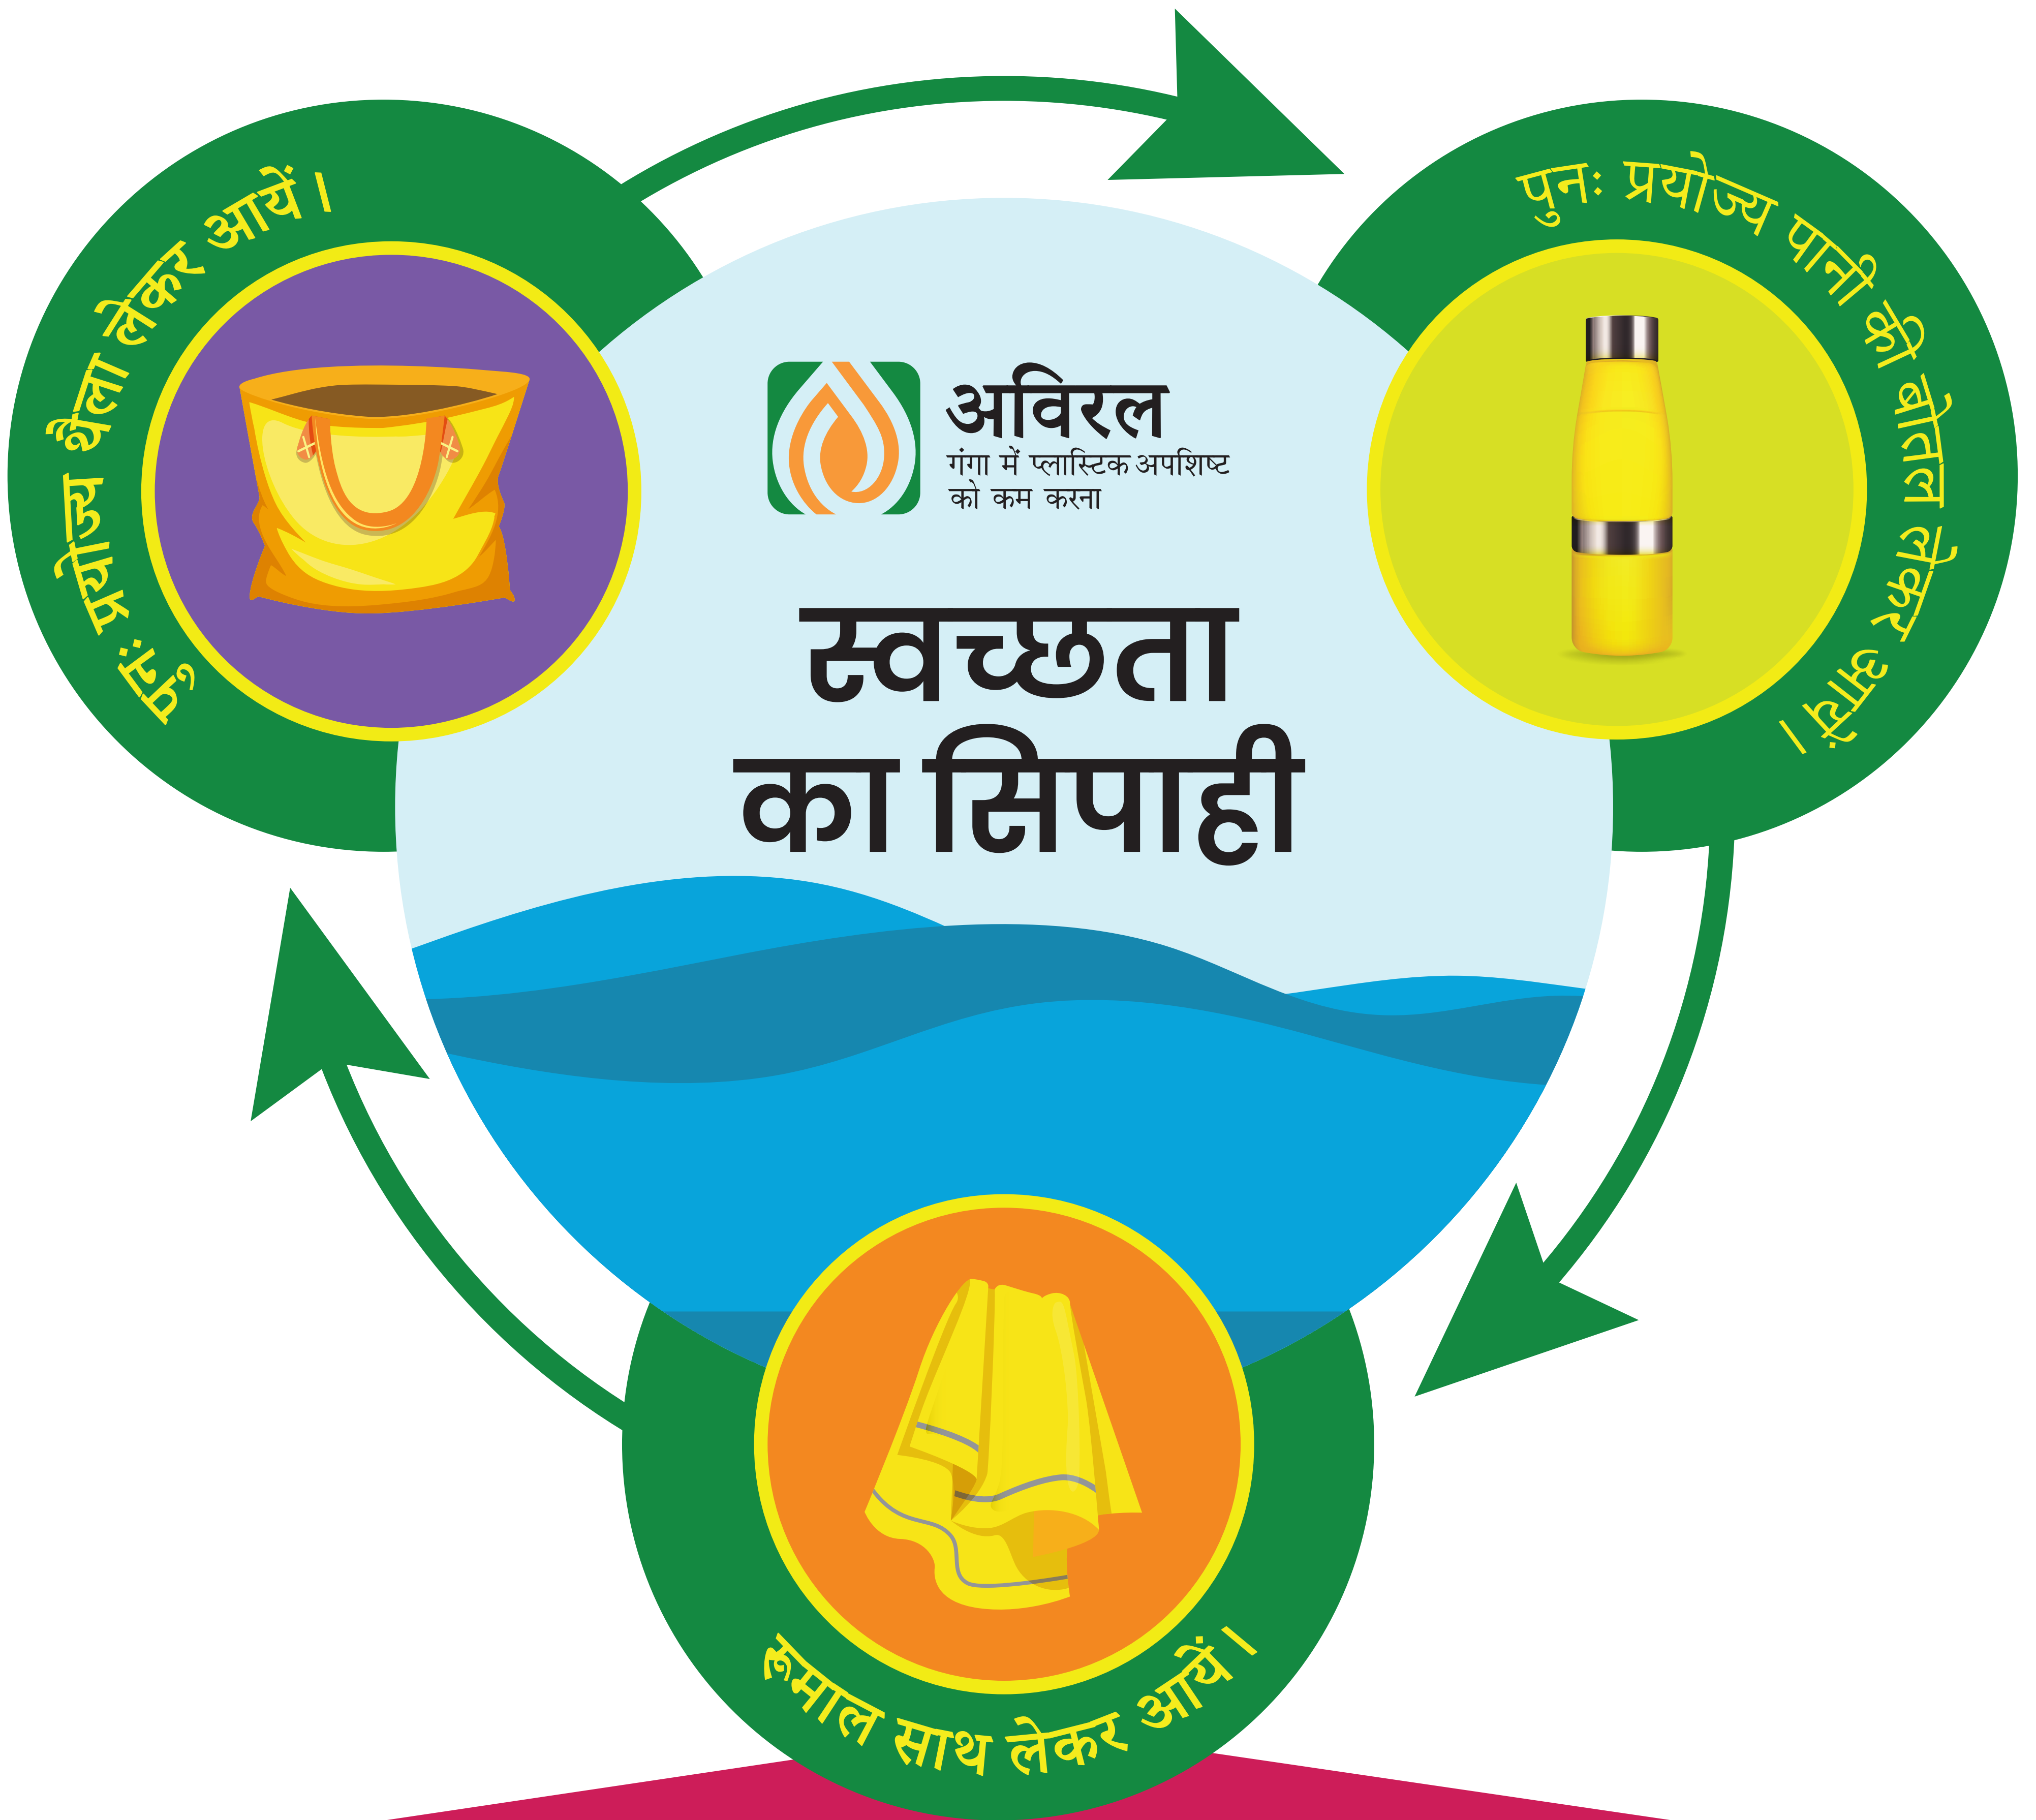 पुनः प्रयोज्य थैला लेकर आयें।
पुनः प्रयोज्य पानी की बोतल लेकर आयें।
अविरल
गंगा में प्लास्टिक अपशिष्ट
को कम करना
स्वच्छता
का सिपाही
रूमाल साथ लेकर आयें।